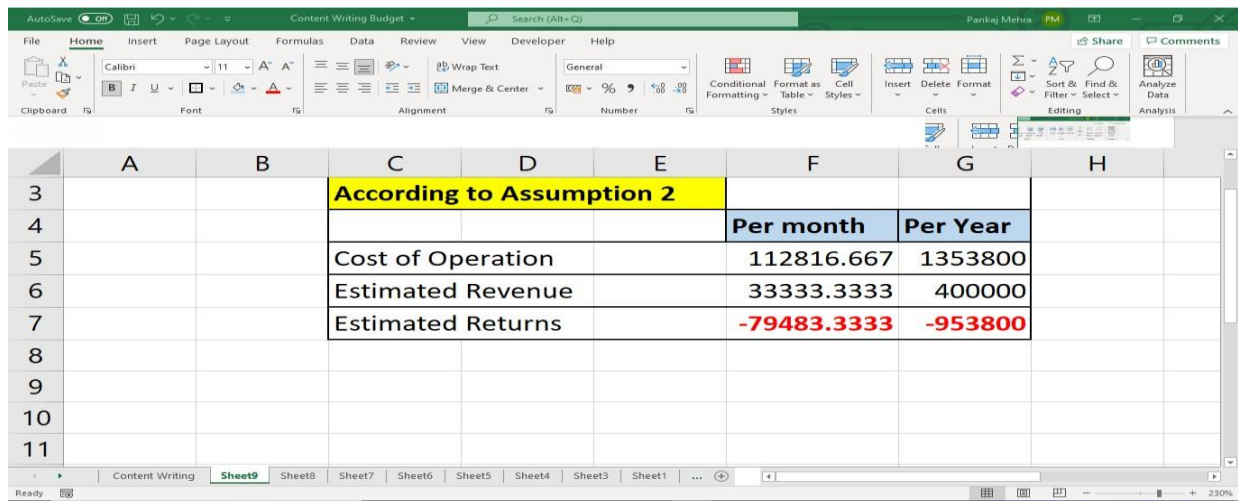 AutoSave Off Content Writing Budget Search (Alt+Q) Pankaj Mehra PM
File Home Insert Page Layout Formulas Data Review View Developer Help Share Comments
Calibri 11 A A Wrap Text General
Paste B I U A Merge & Center % 9 Conditional Formatting Format as Table Cell Styles Insert Delete Format Sort & Filter Find & Select Analyze Data
Clipboard Font Alignment Number Styles Cells Editing Analysis
A B C D E F G H
3 According to Assumption 2
4 Per month Per Year
5 Cost of Operation 112816.667 1353800
6 Estimated Revenue 33333.3333 400000
7 Estimated Returns -79483.3333 -953800
8
9
10
11
Content Writing Sheet9 Sheet8 Sheet7 Sheet6 Sheet5 Sheet4 Sheet3 Sheet1 ...
Ready 230%